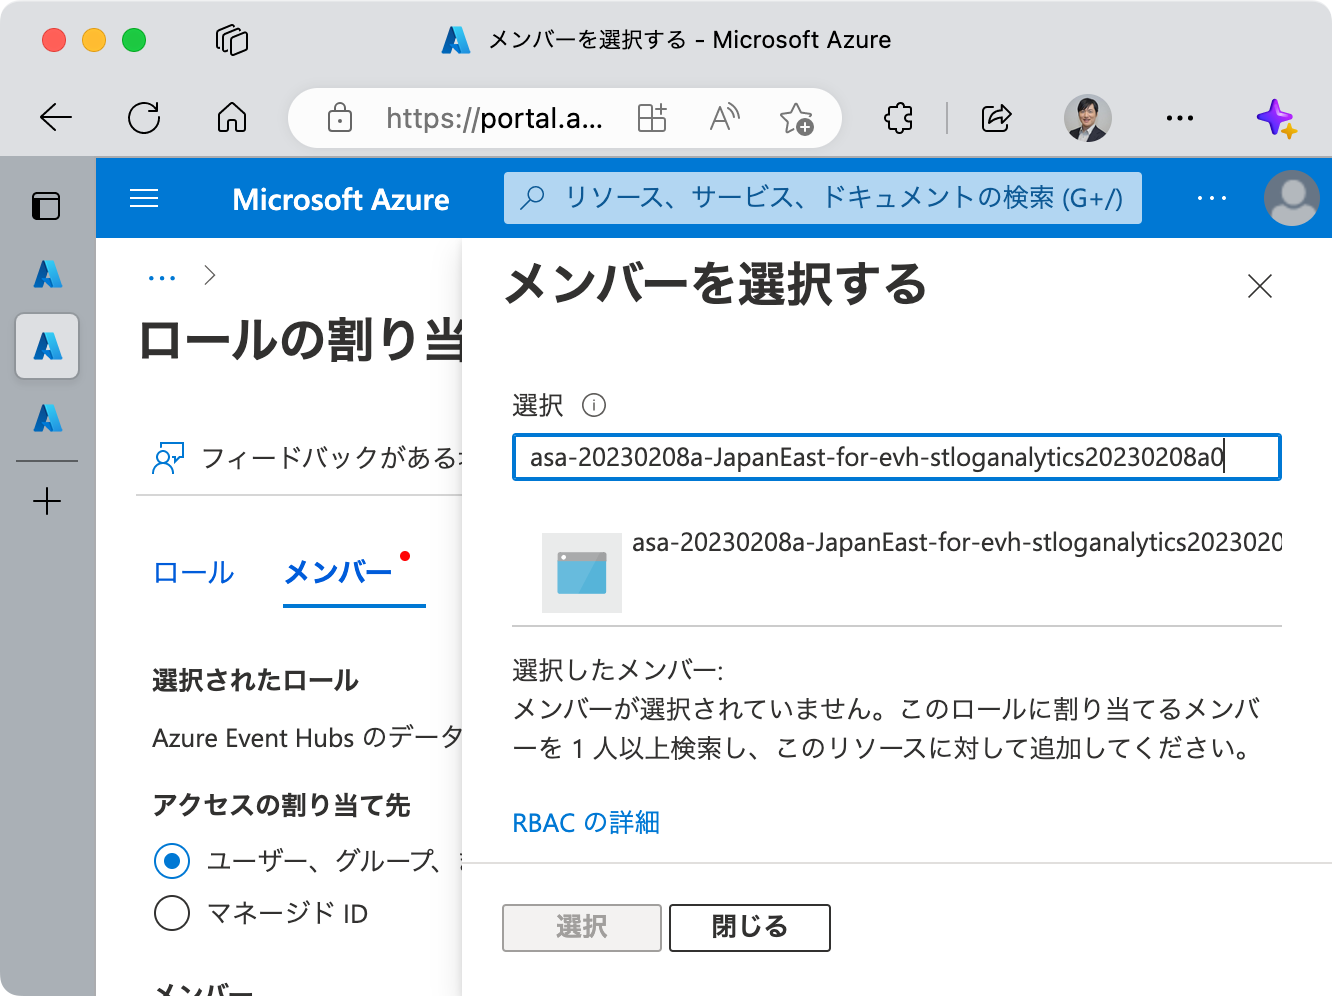 メンバーを選択する - Microsoft Azure
https://portal.a...
Microsoft Azure
リソース、サービス、ドキュメントの検索 (G+/)
ロールの割り当
フィードバックがある
ロール
メンバー
選択されたロール
Azure Event Hubs のデータ
アクセスの割り当て先
ユーザー、グループ、
マネージド ID
メンバー
メンバーを選択する
選択
asa-20230208a-JapanEast-for-evh-stloganalytics20230208a0
asa-20230208a-JapanEast-for-evh-stloganalytics2023020
選択したメンバー:
メンバーが選択されていません。このロールに割り当てるメンバ
ーを 1 人以上検索し、このリソースに対して追加してください。
RBAC の詳細
選択
閉じる